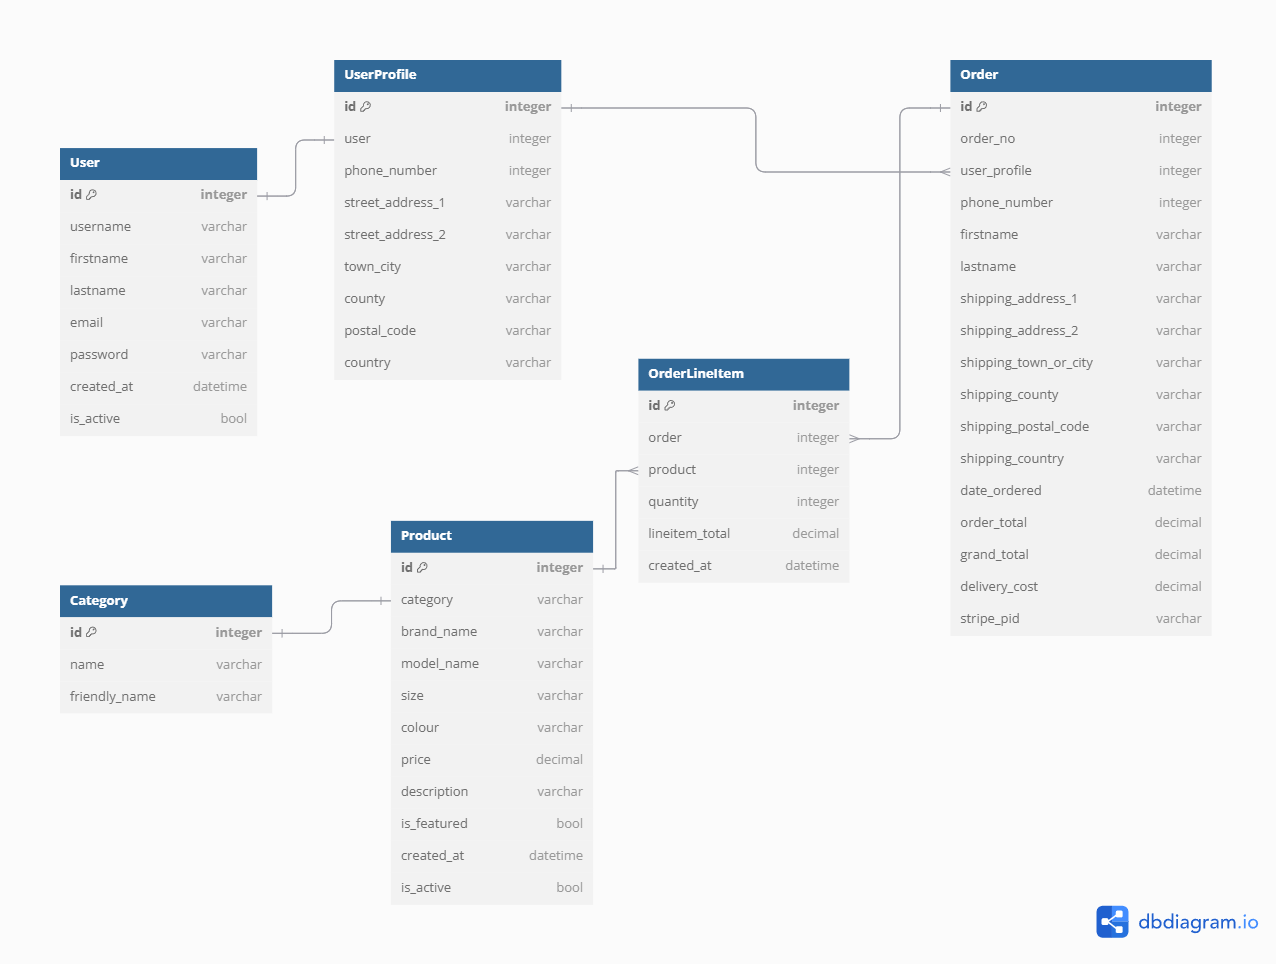 User
id integer
username varchar
firstname varchar
lastname varchar
email varchar
password varchar
created_at datetime
is_active bool
UserProfile
id integer
user integer
phone_number integer
street_address_1 varchar
street_address_2 varchar
town_city varchar
county varchar
postal_code varchar
country varchar
Order
id integer
order_no integer
user_profile integer
phone_number integer
firstname varchar
lastname varchar
shipping_address_1 varchar
shipping_address_2 varchar
shipping_town_or_city varchar
shipping_county varchar
shipping_postal_code varchar
shipping_country varchar
date_ordered datetime
order_total decimal
grand_total decimal
delivery_cost decimal
stripe_pid varchar
OrderLineItem
id integer
order integer
product integer
quantity integer
lineitem_total decimal
created_at datetime
Product
id integer
category varchar
brand_name varchar
model_name varchar
size varchar
colour varchar
price decimal
description varchar
is_featured bool
created_at datetime
is_active bool
Category
id integer
name varchar
friendly_name varchar
dbdiagram.io